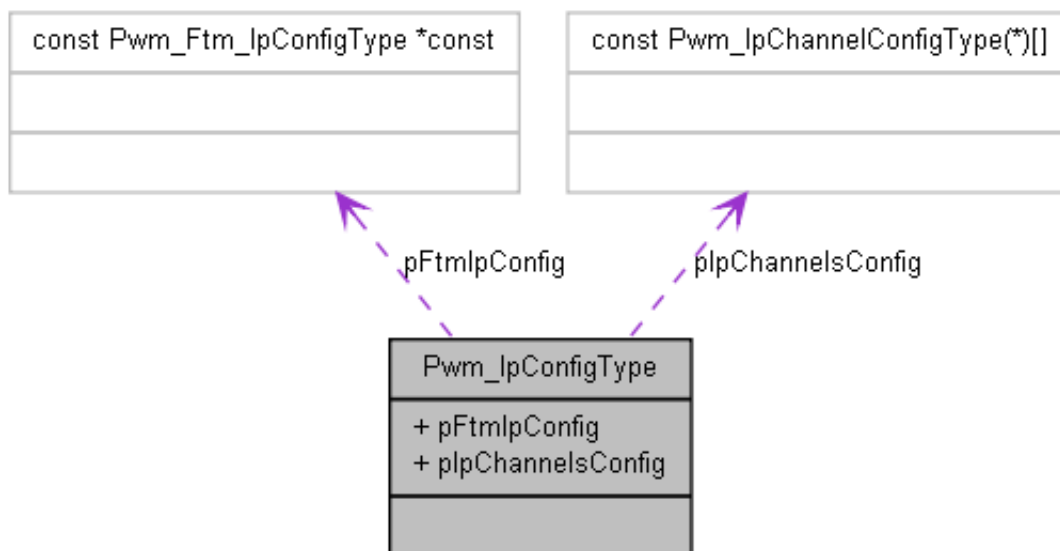 const Pwm_Ftm_IpConfigType *const
const Pwm_IpChannelConfigType(*)[]
pFtmIpConfig
pIpChannelsConfig
Pwm_IpConfigType
+ pFtmIpConfig
+ pIpChannelsConfig